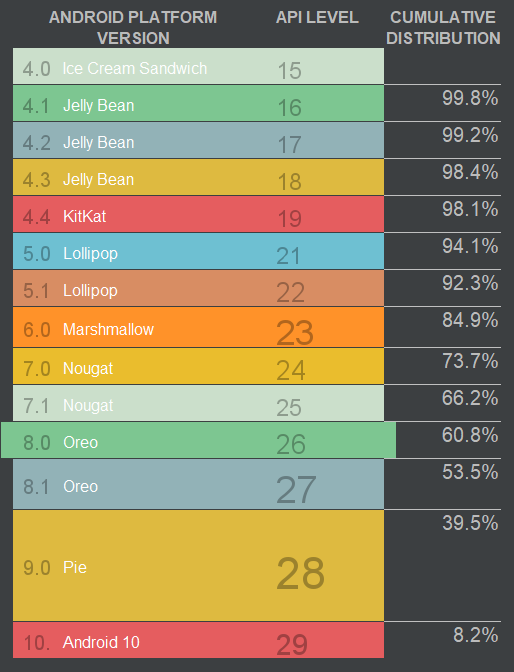 ANDROID PLATFORM VERSION API LEVEL CUMULATIVE DISTRIBUTION
4.0 Ice Cream Sandwich 15
99.8%
4.1 Jelly Bean 16
99.2%
4.2 Jelly Bean 17
98.4%
4.3 Jelly Bean 18
98.1%
4.4 KitKat 19
94.1%
5.0 Lollipop 21
92.3%
5.1 Lollipop 22
84.9%
6.0 Marshmallow 23
73.7%
7.0 Nougat 24
66.2%
7.1 Nougat 25
60.8%
8.0 Oreo 26
53.5%
8.1 Oreo 27
39.5%
9.0 Pie 28
8.2%
10. Android 10 29